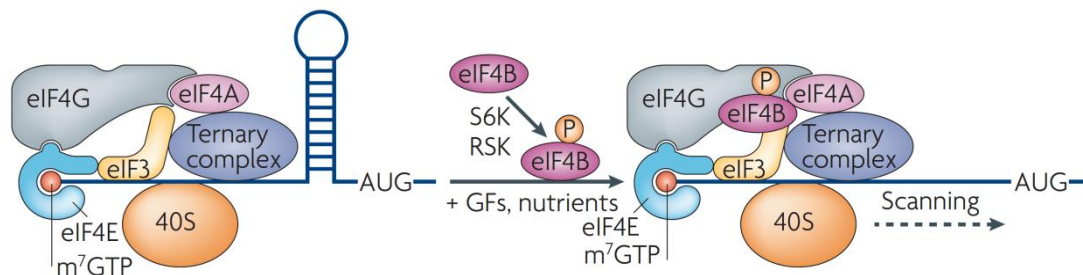 eIF4G
eIF4A
Ternary
complex
eIF3
eIF4E
40S
m⁷GTP
AUG
eIF4B
S6K
RSK
P
eIF4B
+ GFs, nutrients
eIF4G
P
eIF4A
eIF4B
Ternary
complex
eIF3
eIF4E
40S
m⁷GTP
AUG
Scanning